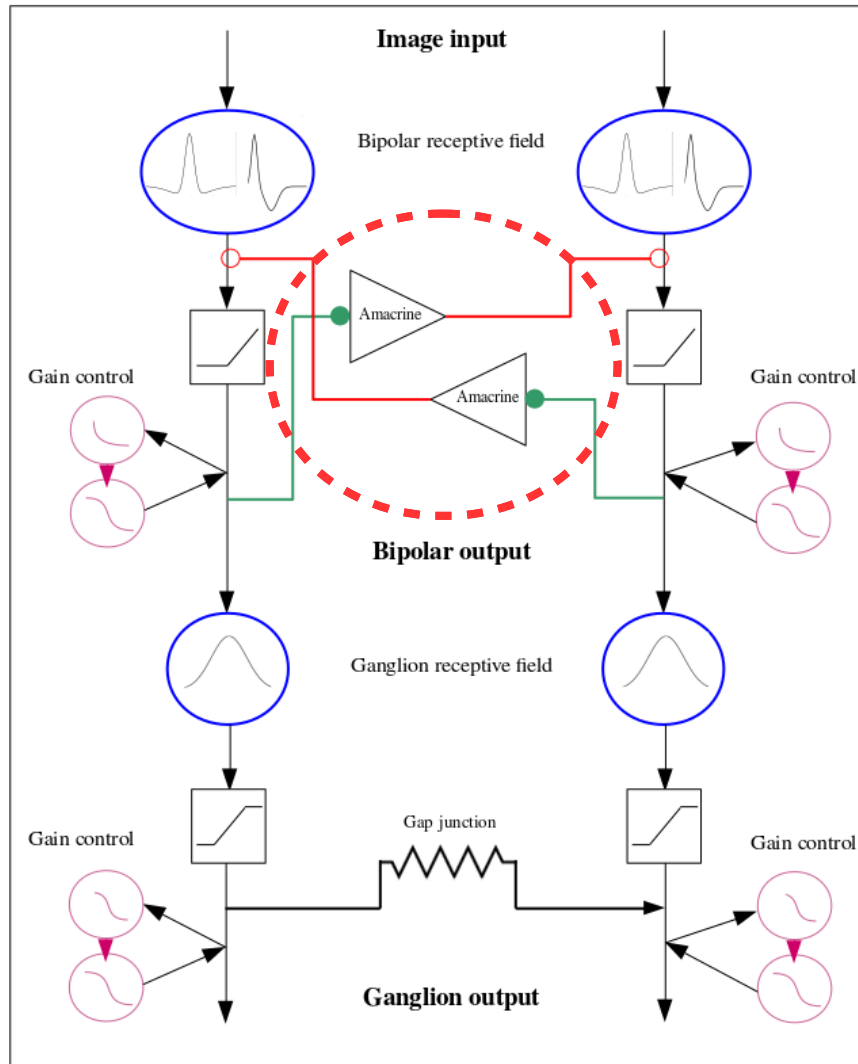 Image input
Bipolar receptive field
Amacrine
Gain control
Gain control
Amacrine
Bipolar output
Ganglion receptive field
Gap junction
Gain control
Gain control
Ganglion output